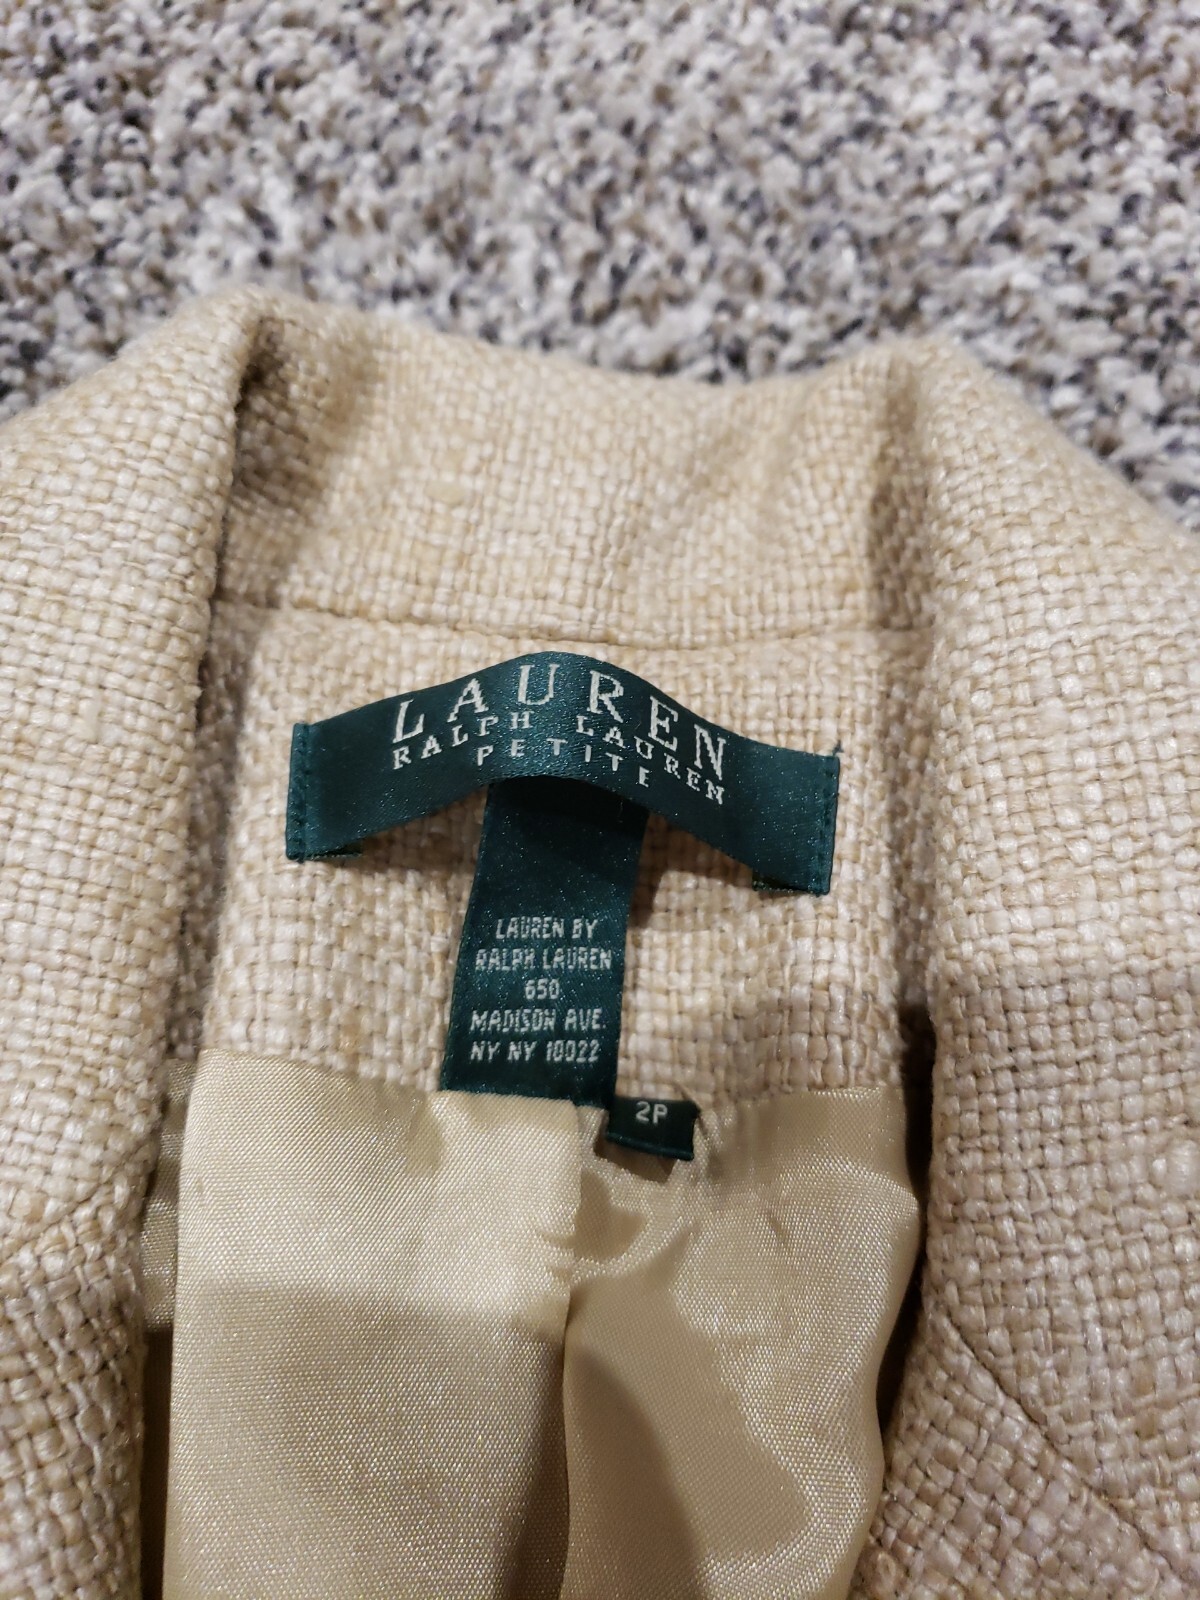 LAUREN
RALPH LAUREN
PETITE
LAUREN BY
RALPH LAUREN
650
MADISON AVE.
NY NY 10022
2P